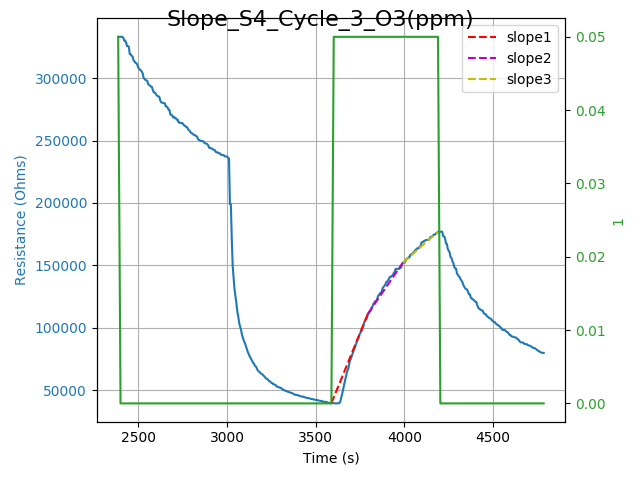 Slope_S4_Cycle_3_O3(ppm)
slope1
slope2
slope3
300000
250000
200000
150000
100000
50000
Resistance (Ohms)
0.05
0.04
0.03
0.02
0.01
0.00
1
2500 3000 3500 4000 4500
Time (s)